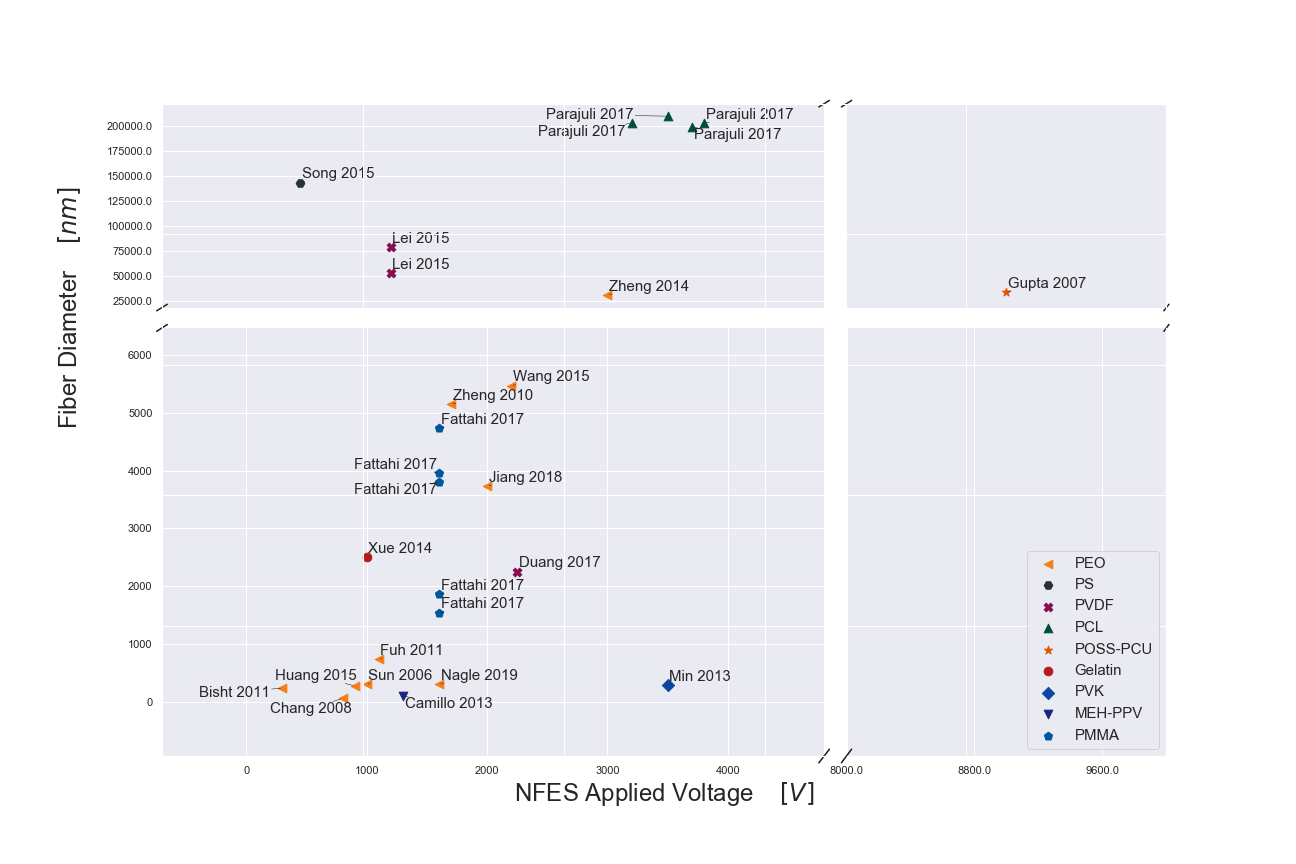 Parajuli 2017
Parajuli 2017
Parajuli 2017
Parajuli 2017
200000.0
175000.0
150000.0
125000.0
100000.0
75000.0
50000.0
25000.0
Song 2015
Lei 2015
Lei 2015
Zheng 2014
Gupta 2007
Fiber Diameter [nm]
6000
5000
4000
3000
2000
1000
0
Wang 2015
Zheng 2010
Fattahi 2017
Fattahi 2017
Jiang 2018
Fattahi 2017
Xue 2014
Duang 2017
Fattahi 2017
Fattahi 2017
Fuh 2011
Huang 2015
Sun 2006
Nagle 2019
Min 2013
Bisht 2011
Chang 2008
Camillo 2013
PEO
PS
PVDF
PCL
POSS-PCU
Gelatin
PVK
MEH-PPV
PMMA
0 1000 2000 3000 4000 8000.0 8800.0 9600.0
NFES Applied Voltage [V]